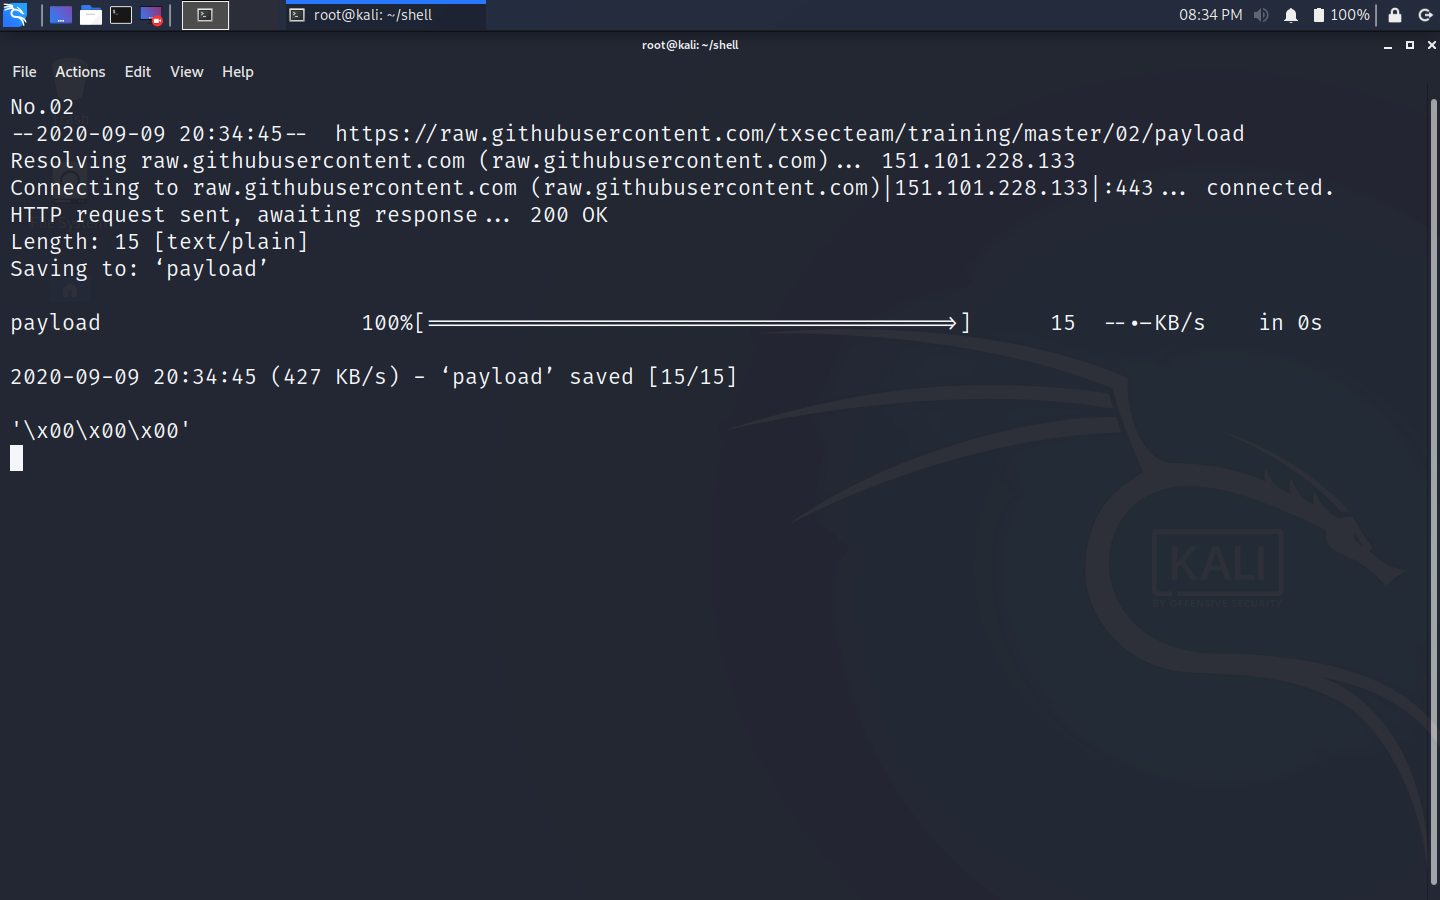 root@kali: ~/shell
08:34 PM
100%
root@kali: ~/shell
File Actions Edit View Help
No.02
--2020-09-09 20:34:45--  https://raw.githubusercontent.com/txsecteam/training/master/02/payload
Resolving raw.githubusercontent.com (raw.githubusercontent.com)... 151.101.228.133
Connecting to raw.githubusercontent.com (raw.githubusercontent.com)|151.101.228.133|:443... connected.
HTTP request sent, awaiting response... 200 OK
Length: 15 [text/plain]
Saving to: ‘payload’
payload 100%[===========================================>] 15 --.-KB/s in 0s
2020-09-09 20:34:45 (427 KB/s) - ‘payload’ saved [15/15]
'\x00\x00\x00'
KALI
BY OFFENSIVE SECURITY